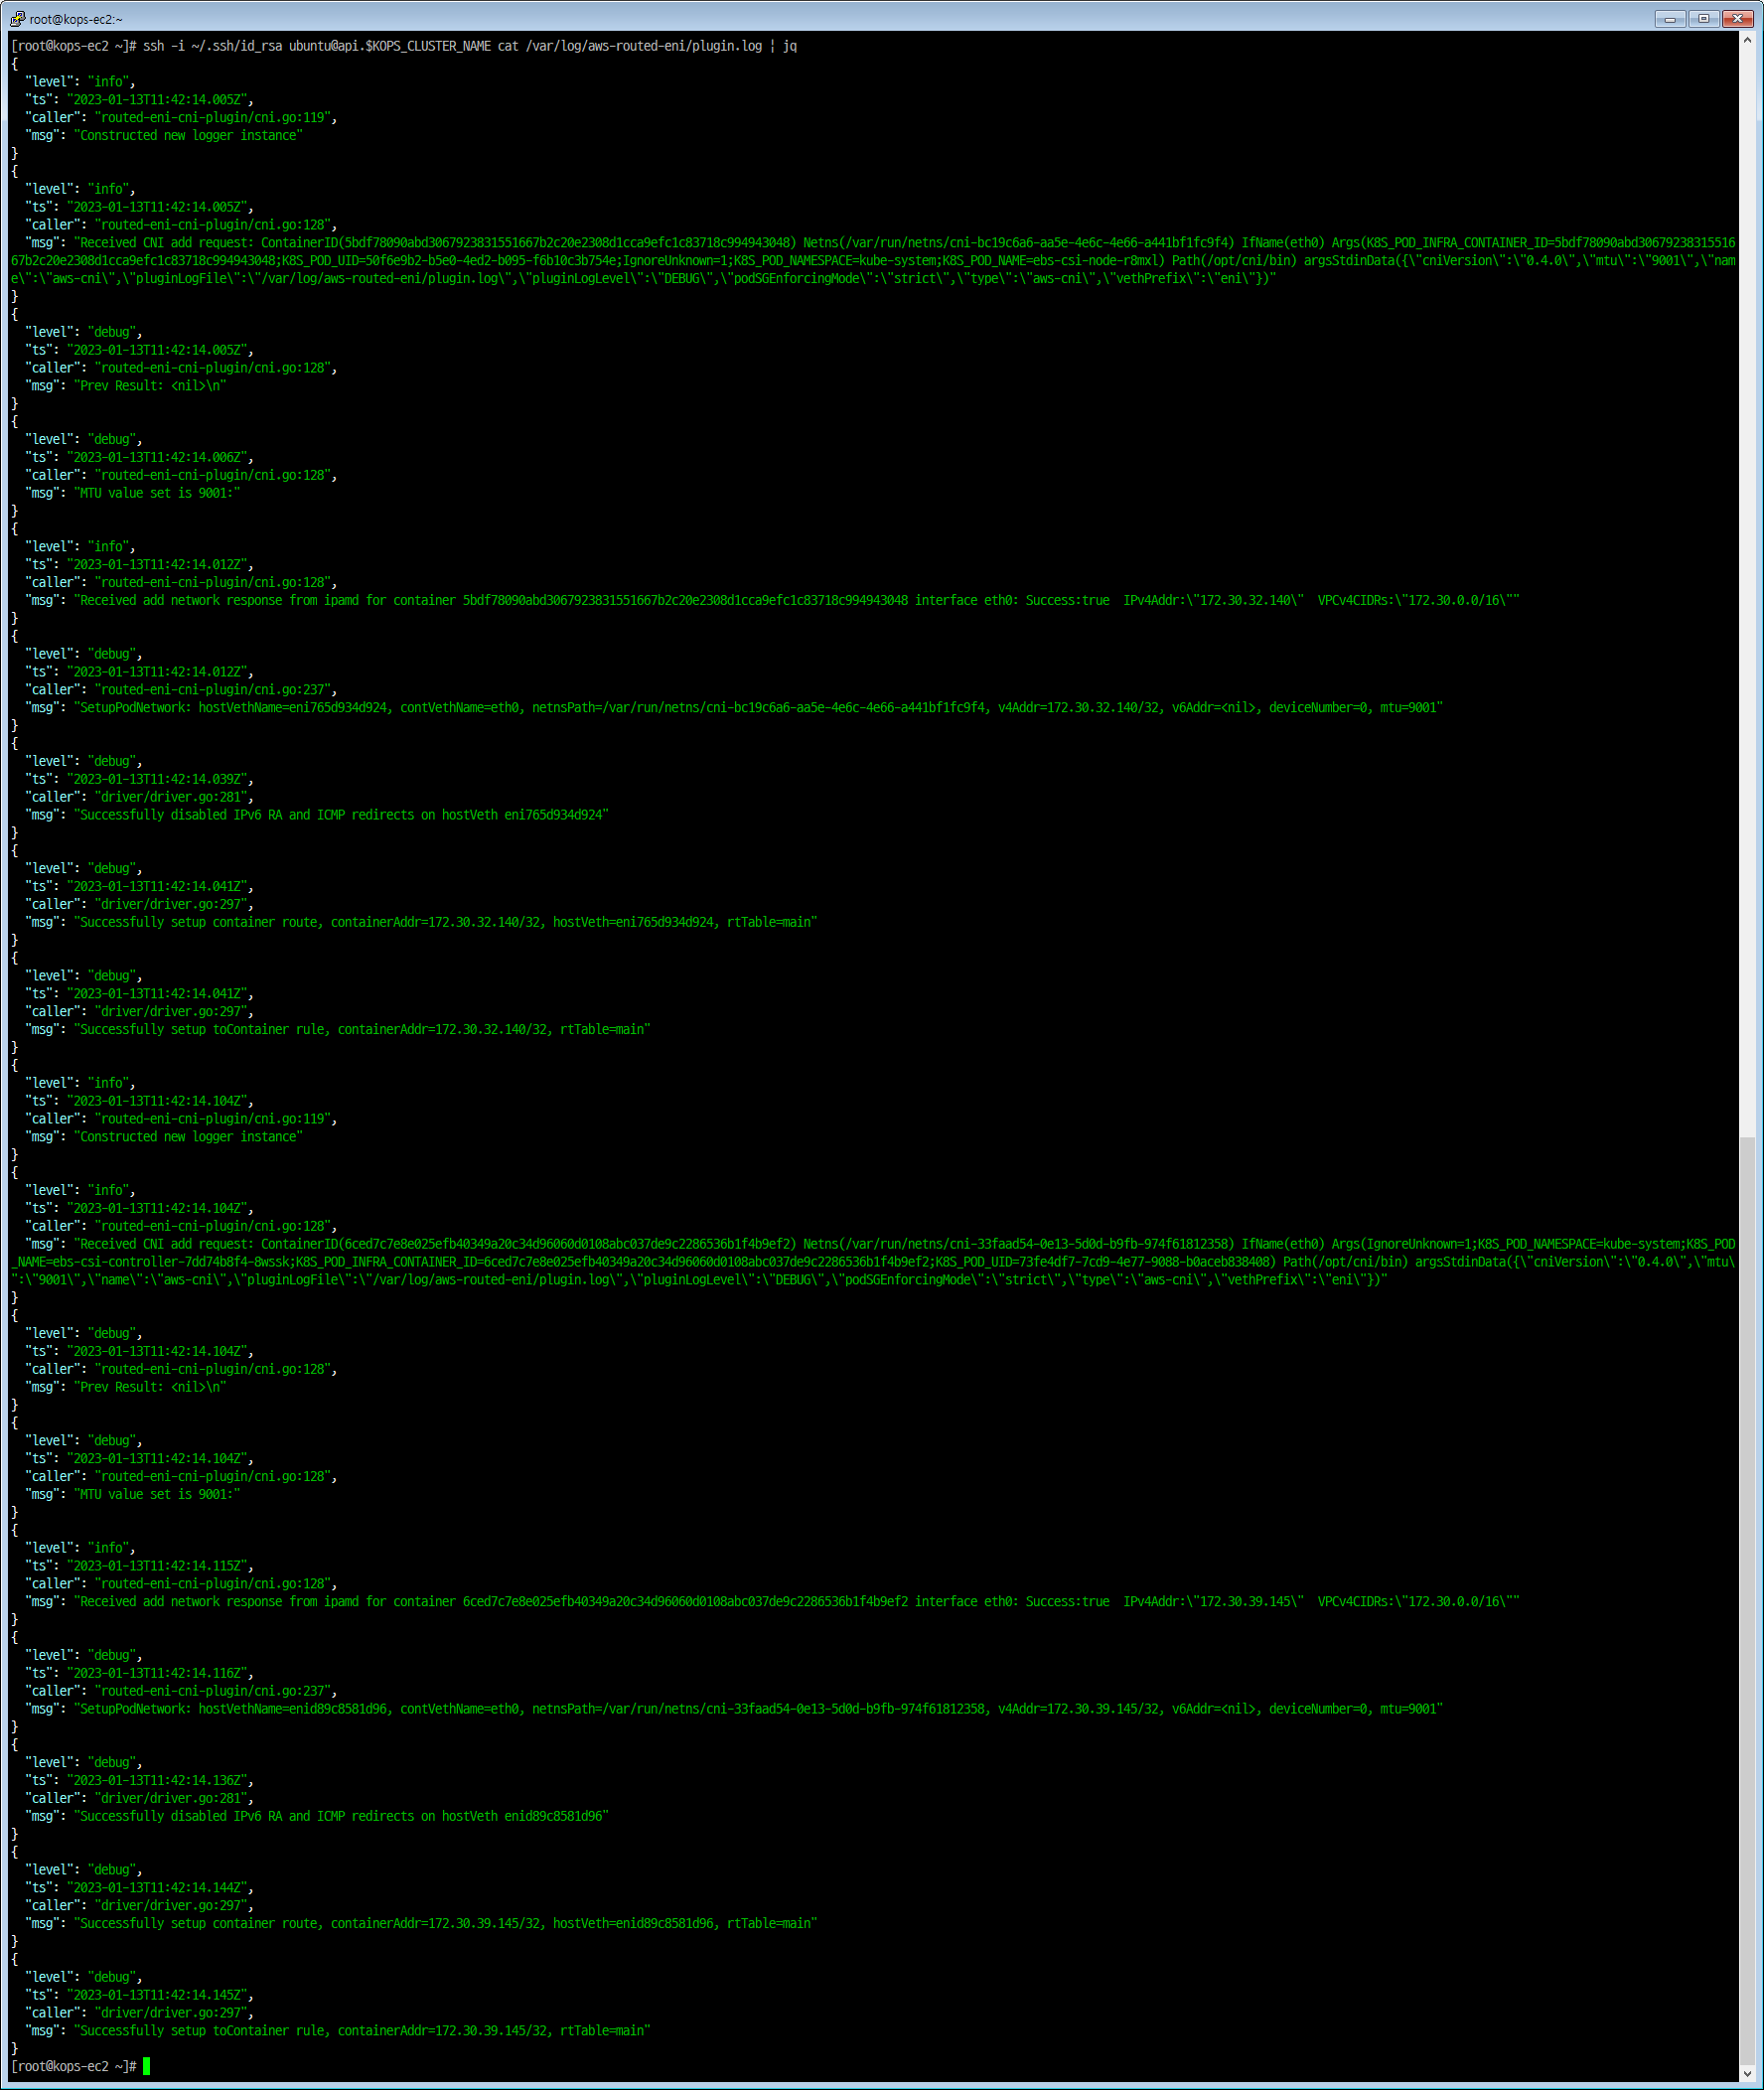 root@kops-ec2:~
[root@kops-ec2 ~]# ssh -i ~/.ssh/id_rsa ubuntu@api.$KOPS_CLUSTER_NAME cat /var/log/aws-routed-eni/plugin.log | jq
{
  "level": "info",
  "ts": "2023-01-13T11:42:14.005Z",
  "caller": "routed-eni-cni-plugin/cni.go:119",
  "msg": "Constructed new logger instance"
}
{
  "level": "info",
  "ts": "2023-01-13T11:42:14.005Z",
  "caller": "routed-eni-cni-plugin/cni.go:128",
  "msg": "Received CNI add request: ContainerID(5bdf78090abd3067923831551667b2c20e2308d1cca9efc1c83718c994943048) Netns(/var/run/netns/cni-bc19c6a6-aa5e-4e6c-4e66-a441bf1fc9f4) IfName(eth0) Args(K8S_POD_INFRA_CONTAINER_ID=5bdf78090abd30679238315516
67b2c20e2308d1cca9efc1c83718c994943048;K8S_POD_UID=50f6e9b2-b5e0-4ed2-b095-f6b10c3b754e;IgnoreUnknown=1;K8S_POD_NAMESPACE=kube-system;K8S_POD_NAME=ebs-csi-node-r8mxl) Path(/opt/cni/bin) argsStdinData({\"cniVersion\":\"0.4.0\",\"mtu\":\"9001\",\"nam
e\":\"aws-cni\",\"pluginLogFile\":\"/var/log/aws-routed-eni/plugin.log\",\"pluginLogLevel\":\"DEBUG\",\"podSGEnforcingMode\":\"strict\",\"type\":\"aws-cni\",\"vethPrefix\":\"eni\"})"
}
{
  "level": "debug",
  "ts": "2023-01-13T11:42:14.005Z",
  "caller": "routed-eni-cni-plugin/cni.go:128",
  "msg": "Prev Result: <nil>\n"
}
{
  "level": "debug",
  "ts": "2023-01-13T11:42:14.006Z",
  "caller": "routed-eni-cni-plugin/cni.go:128",
  "msg": "MTU value set is 9001:"
}
{
  "level": "info",
  "ts": "2023-01-13T11:42:14.012Z",
  "caller": "routed-eni-cni-plugin/cni.go:128",
  "msg": "Received add network response from ipamd for container 5bdf78090abd3067923831551667b2c20e2308d1cca9efc1c83718c994943048 interface eth0: Success:true  IPv4Addr:\"172.30.32.140\"  VPCv4CIDRs:\"172.30.0.0/16\""
}
{
  "level": "debug",
  "ts": "2023-01-13T11:42:14.012Z",
  "caller": "routed-eni-cni-plugin/cni.go:237",
  "msg": "SetupPodNetwork: hostVethName=eni765d934d924, contVethName=eth0, netnsPath=/var/run/netns/cni-bc19c6a6-aa5e-4e6c-4e66-a441bf1fc9f4, v4Addr=172.30.32.140/32, v6Addr=<nil>, deviceNumber=0, mtu=9001"
}
{
  "level": "debug",
  "ts": "2023-01-13T11:42:14.039Z",
  "caller": "driver/driver.go:281",
  "msg": "Successfully disabled IPv6 RA and ICMP redirects on hostVeth eni765d934d924"
}
{
  "level": "debug",
  "ts": "2023-01-13T11:42:14.041Z",
  "caller": "driver/driver.go:297",
  "msg": "Successfully setup container route, containerAddr=172.30.32.140/32, hostVeth=eni765d934d924, rtTable=main"
}
{
  "level": "debug",
  "ts": "2023-01-13T11:42:14.041Z",
  "caller": "driver/driver.go:297",
  "msg": "Successfully setup toContainer rule, containerAddr=172.30.32.140/32, rtTable=main"
}
{
  "level": "info",
  "ts": "2023-01-13T11:42:14.104Z",
  "caller": "routed-eni-cni-plugin/cni.go:119",
  "msg": "Constructed new logger instance"
}
{
  "level": "info",
  "ts": "2023-01-13T11:42:14.104Z",
  "caller": "routed-eni-cni-plugin/cni.go:128",
  "msg": "Received CNI add request: ContainerID(6ced7c7e8e025efb40349a20c34d96060d0108abc037de9c2286536b1f4b9ef2) Netns(/var/run/netns/cni-33faad54-0e13-5d0d-b9fb-974f61812358) IfName(eth0) Args(IgnoreUnknown=1;K8S_POD_NAMESPACE=kube-system;K8S_POD
_NAME=ebs-csi-controller-7dd74b8f4-8wssk;K8S_POD_INFRA_CONTAINER_ID=6ced7c7e8e025efb40349a20c34d96060d0108abc037de9c2286536b1f4b9ef2;K8S_POD_UID=73fe4df7-7cd9-4e77-9088-b0aceb838408) Path(/opt/cni/bin) argsStdinData({\"cniVersion\":\"0.4.0\",\"mtu\
":\"9001\",\"name\":\"aws-cni\",\"pluginLogFile\":\"/var/log/aws-routed-eni/plugin.log\",\"pluginLogLevel\":\"DEBUG\",\"podSGEnforcingMode\":\"strict\",\"type\":\"aws-cni\",\"vethPrefix\":\"eni\"})"
}
{
  "level": "debug",
  "ts": "2023-01-13T11:42:14.104Z",
  "caller": "routed-eni-cni-plugin/cni.go:128",
  "msg": "Prev Result: <nil>\n"
}
{
  "level": "debug",
  "ts": "2023-01-13T11:42:14.104Z",
  "caller": "routed-eni-cni-plugin/cni.go:128",
  "msg": "MTU value set is 9001:"
}
{
  "level": "info",
  "ts": "2023-01-13T11:42:14.115Z",
  "caller": "routed-eni-cni-plugin/cni.go:128",
  "msg": "Received add network response from ipamd for container 6ced7c7e8e025efb40349a20c34d96060d0108abc037de9c2286536b1f4b9ef2 interface eth0: Success:true  IPv4Addr:\"172.30.39.145\"  VPCv4CIDRs:\"172.30.0.0/16\""
}
{
  "level": "debug",
  "ts": "2023-01-13T11:42:14.116Z",
  "caller": "routed-eni-cni-plugin/cni.go:237",
  "msg": "SetupPodNetwork: hostVethName=enid89c8581d96, contVethName=eth0, netnsPath=/var/run/netns/cni-33faad54-0e13-5d0d-b9fb-974f61812358, v4Addr=172.30.39.145/32, v6Addr=<nil>, deviceNumber=0, mtu=9001"
}
{
  "level": "debug",
  "ts": "2023-01-13T11:42:14.136Z",
  "caller": "driver/driver.go:281",
  "msg": "Successfully disabled IPv6 RA and ICMP redirects on hostVeth enid89c8581d96"
}
{
  "level": "debug",
  "ts": "2023-01-13T11:42:14.144Z",
  "caller": "driver/driver.go:297",
  "msg": "Successfully setup container route, containerAddr=172.30.39.145/32, hostVeth=enid89c8581d96, rtTable=main"
}
{
  "level": "debug",
  "ts": "2023-01-13T11:42:14.145Z",
  "caller": "driver/driver.go:297",
  "msg": "Successfully setup toContainer rule, containerAddr=172.30.39.145/32, rtTable=main"
}
[root@kops-ec2 ~]#